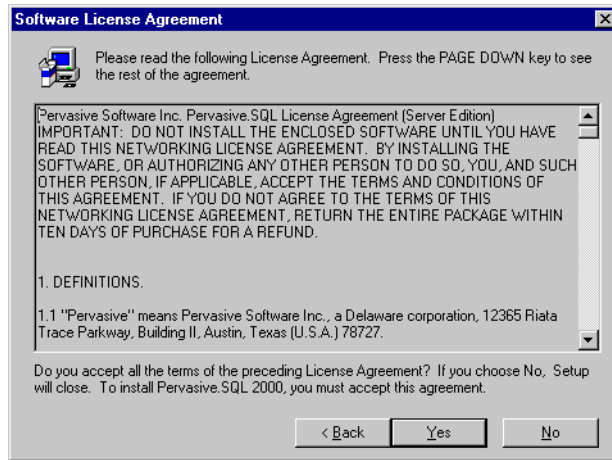 Software License Agreement
Please read the following License Agreement. Press the PAGE DOWN key to see
the rest of the agreement.
Pervasive Software Inc. Pervasive.SQL License Agreement (Server Edition)
IMPORTANT: DO NOT INSTALL THE ENCLOSED SOFTWARE UNTIL YOU HAVE
READ THIS NETWORKING LICENSE AGREEMENT. BY INSTALLING THE
SOFTWARE, OR AUTHORIZING ANY OTHER PERSON TO DO SO, YOU, AND SUCH
OTHER PERSON, IF APPLICABLE, ACCEPT THE TERMS AND CONDITIONS OF
THIS AGREEMENT. IF YOU DO NOT AGREE TO THE TERMS OF THIS
NETWORKING LICENSE AGREEMENT, RETURN THE ENTIRE PACKAGE WITHIN
TEN DAYS OF PURCHASE FOR A REFUND.
1. DEFINITIONS.
1.1 "Pervasive" means Pervasive Software Inc., a Delaware corporation, 12365 Riata
Trace Parkway, Building II, Austin, Texas (U.S.A.) 78727.
Do you accept all the terms of the preceding License Agreement? If you choose No, Setup
will close. To install Pervasive.SQL 2000, you must accept this agreement.
< Back Yes No